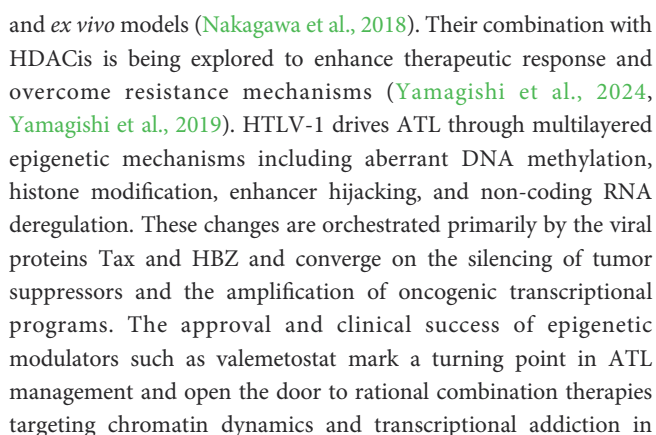 and ex vivo models (Nakagawa et al., 2018). Their combination with
HDACis is being explored to enhance therapeutic response and
overcome resistance mechanisms (Yamagishi et al., 2024,
Yamagishi et al., 2019). HTLV-1 drives ATL through multilayered
epigenetic mechanisms including aberrant DNA methylation,
histone modification, enhancer hijacking, and non-coding RNA
deregulation. These changes are orchestrated primarily by the viral
proteins Tax and HBZ and converge on the silencing of tumor
suppressors and the amplification of oncogenic transcriptional
programs. The approval and clinical success of epigenetic
modulators such as valemetostat mark a turning point in ATL
management and open the door to rational combination therapies
targeting chromatin dynamics and transcriptional addiction in